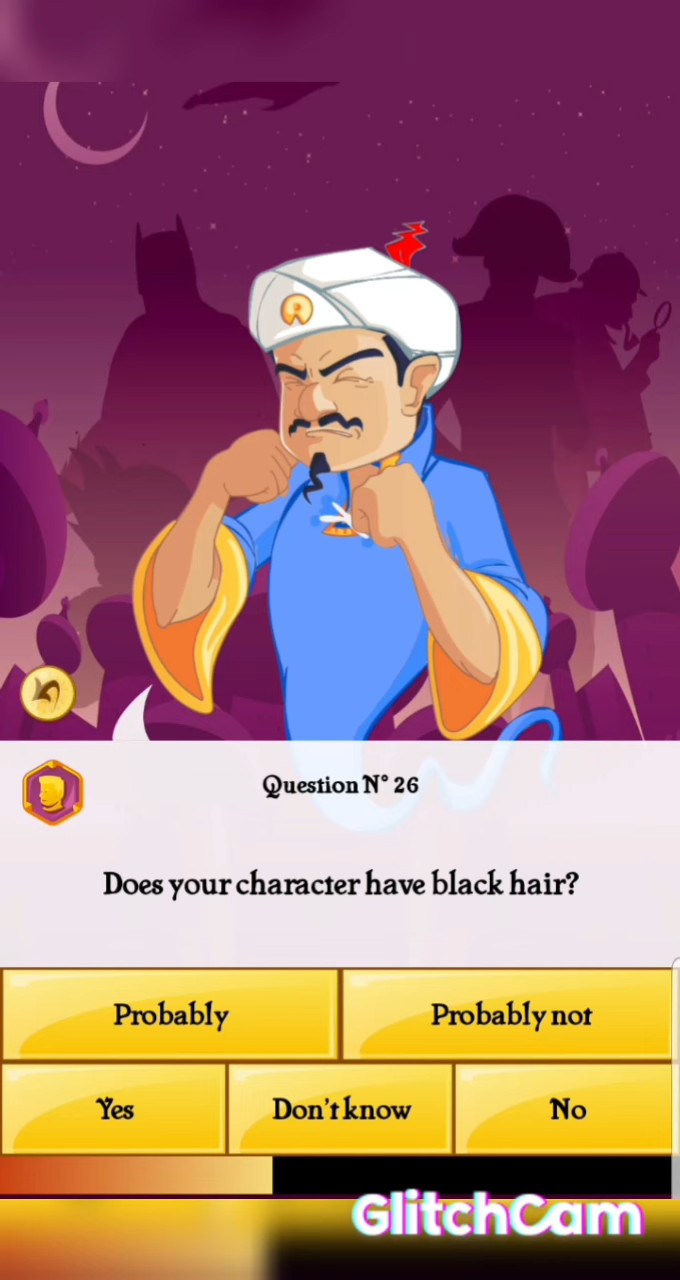 Question N° 26
Does your character have black hair?
Probably
Probably not
Yes
Don't know
No
GlitchCam